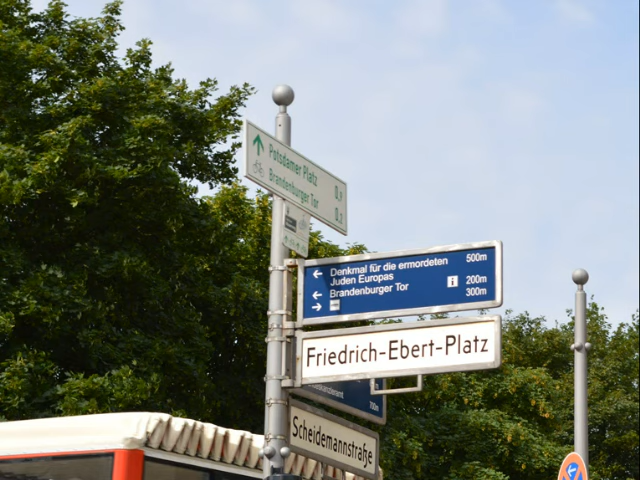 Potsdamer Platz 0,9
Brandenburger Tor 0,3
Denkmal für die ermordeten 500m
Juden Europas
Brandenburger Tor i 200m
300m
Friedrich-Ebert-Platz
Scheidemannstraße